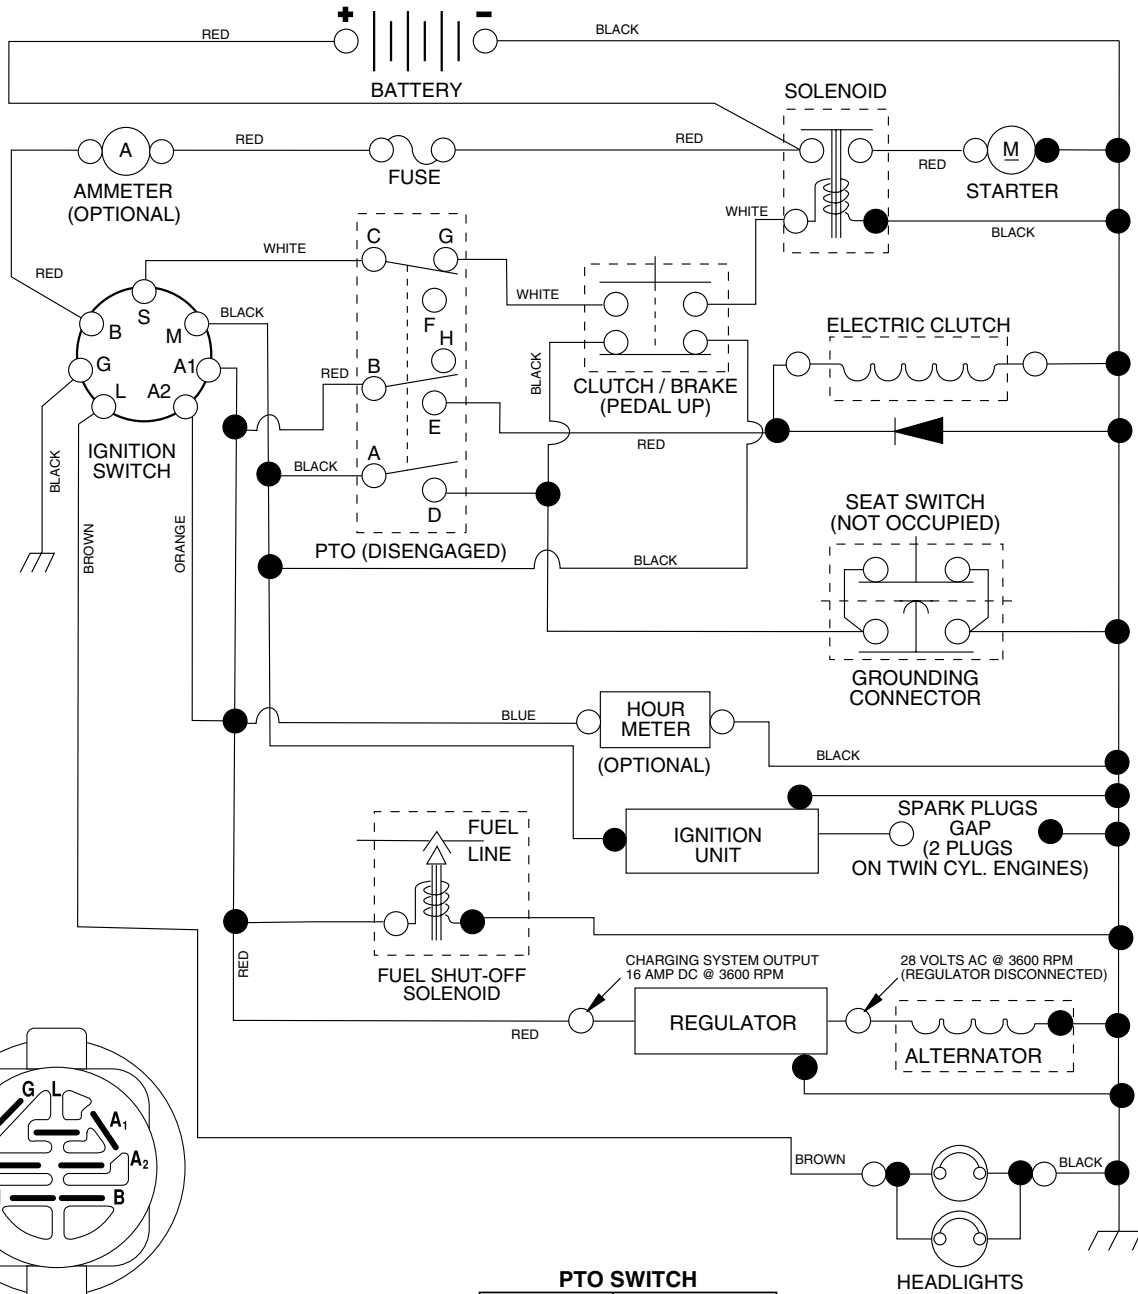 + -
RED
BLACK
BATTERY
SOLENOID
A
RED
RED
RED
M
AMMETER
(OPTIONAL)
FUSE
STARTER
WHITE
BLACK
WHITE
C G
RED
S
B
M
BLACK
F
WHITE
ELECTRIC CLUTCH
G
A1
H
B
RED
L A2
BLACK
CLUTCH / BRAKE
(PEDAL UP)
E
RED
IGNITION
SWITCH
BLACK
BLACK
A
D
SEAT SWITCH
(NOT OCCUPIED)
BROWN
ORANGE
PTO (DISENGAGED)
BLACK
GROUNDING
CONNECTOR
BLUE
HOUR
METER
(OPTIONAL)
BLACK
FUEL
LINE
IGNITION
UNIT
SPARK PLUGS
GAP
(2 PLUGS
ON TWIN CYL. ENGINES)
RED
FUEL SHUT-OFF
SOLENOID
CHARGING SYSTEM OUTPUT
16 AMP DC @ 3600 RPM
28 VOLTS AC @ 3600 RPM
(REGULATOR DISCONNECTED)
RED
REGULATOR
ALTERNATOR
G L
A1
A2
B
BROWN
BLACK
HEADLIGHTS
PTO SWITCH